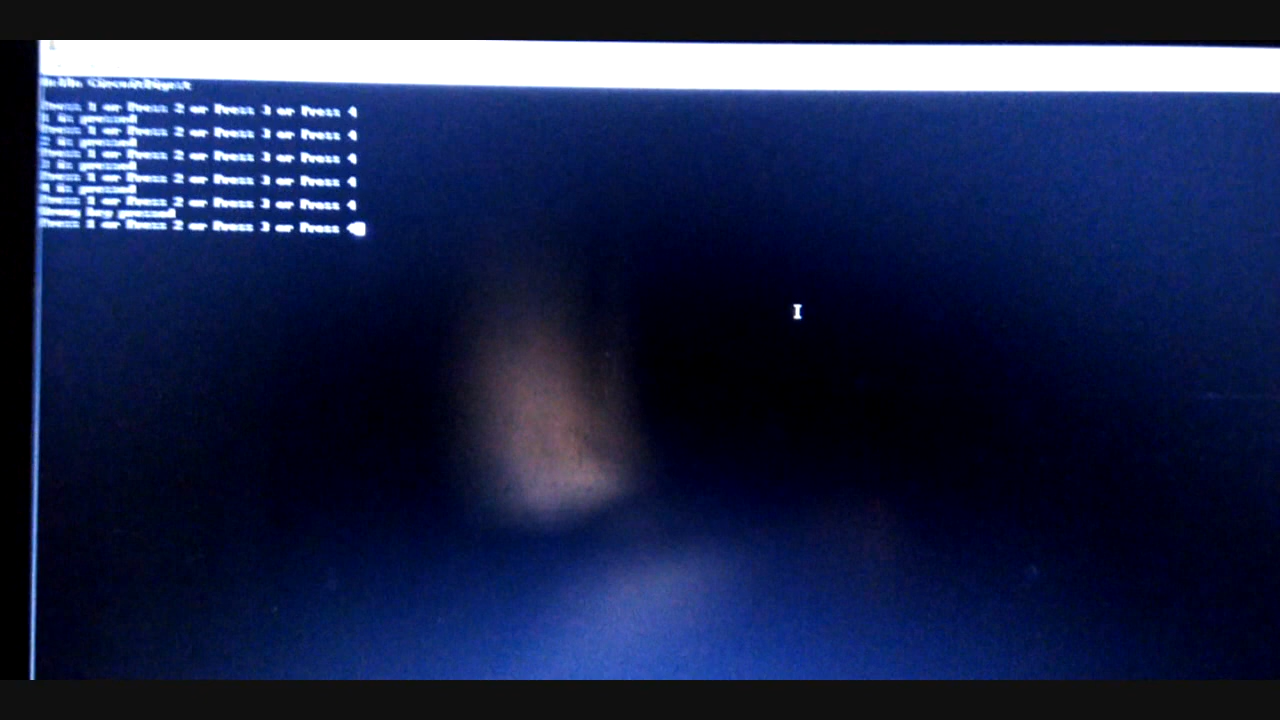 Hello CircuitDigest
Press 1 or Press 2 or Press 3 or Press 4
1 is pressed
Press 1 or Press 2 or Press 3 or Press 4
2 is pressed
Press 1 or Press 2 or Press 3 or Press 4
3 is pressed
Press 1 or Press 2 or Press 3 or Press 4
4 is pressed
Press 1 or Press 2 or Press 3 or Press 4
Wrong key pressed
Press 1 or Press 2 or Press 3 or Press 4